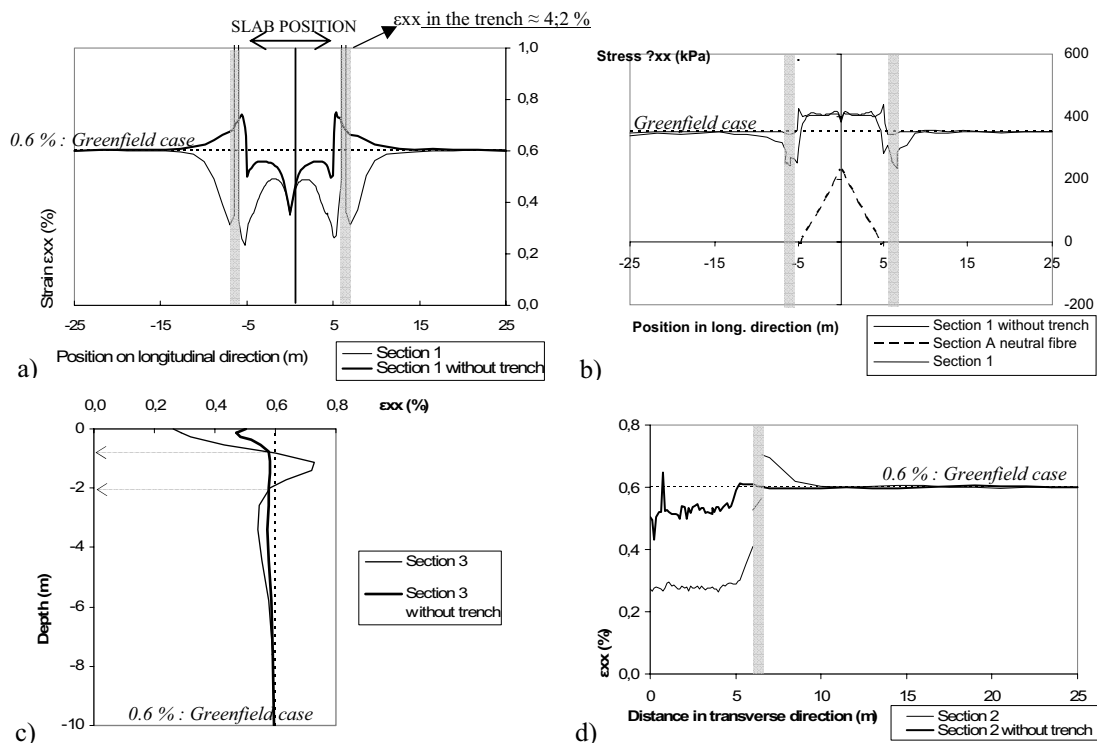 εxx in the trench ≈ 4;2 %
SLAB POSITION
a)
1,0
0,8
0.6 % : Greenfield case
0,6
0,4
0,2
0,0
Strain εxx (%)
-25 -15 -5 5 15 25
Position on longitudinal direction (m)
Section 1
Section 1 without trench
Stress ?xx (kPa)
600
Greenfield case
400
200
0
-200
-25 -15 -5 5 15 25
Position in long. direction (m)
b)
Section 1 without trench
Section A neutral fibre
Section 1
0,0 0,2 0,4 0,6 0,8
εxx (%)
0
-2
-4
-6
-8
-10
Depth (m)
Section 3
Section 3
without trench
0.6 % : Greenfield case
c)
0,8
0.6 % : Greenfield case
0,6
0,4
0,2
0,0
εxx (%)
0 5 10 15 20 25
Distance in transverse direction (m)
d)
Section 2
Section 2 without trench